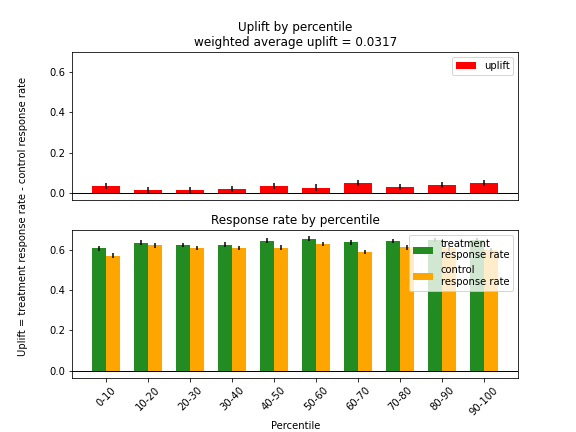 Uplift by percentile
weighted average uplift = 0.0317
uplift
0.6
0.4
0.2
0.0
Uplift = treatment response rate - control response rate
Response rate by percentile
treatment
response rate
control
response rate
0.6
0.4
0.2
0.0
0-10
10-20
20-30
30-40
40-50
50-60
60-70
70-80
80-90
90-100
Percentile